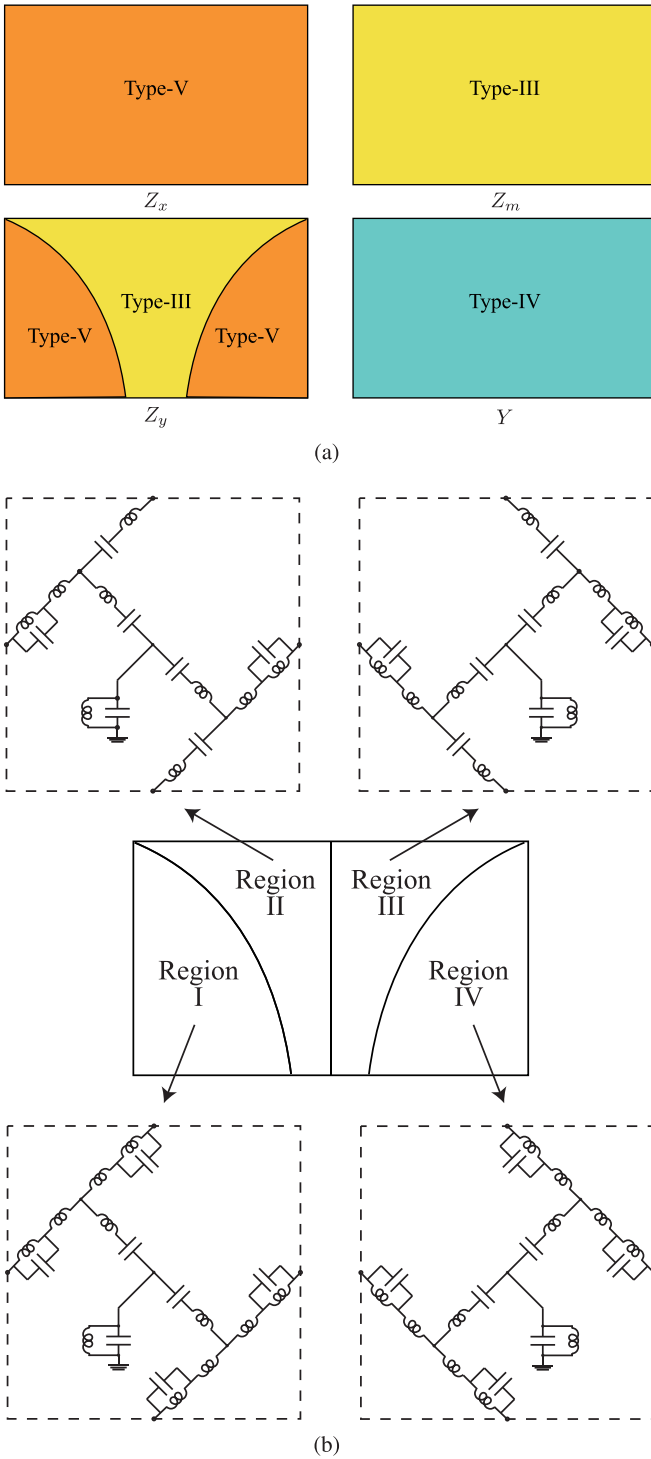 Type-V
Type-III
Z_x
Z_m
Type-III
Type-V
Type-V
Type-IV
Z_y
Y
(a)
Region
II
Region
III
Region
I
Region
IV
(b)